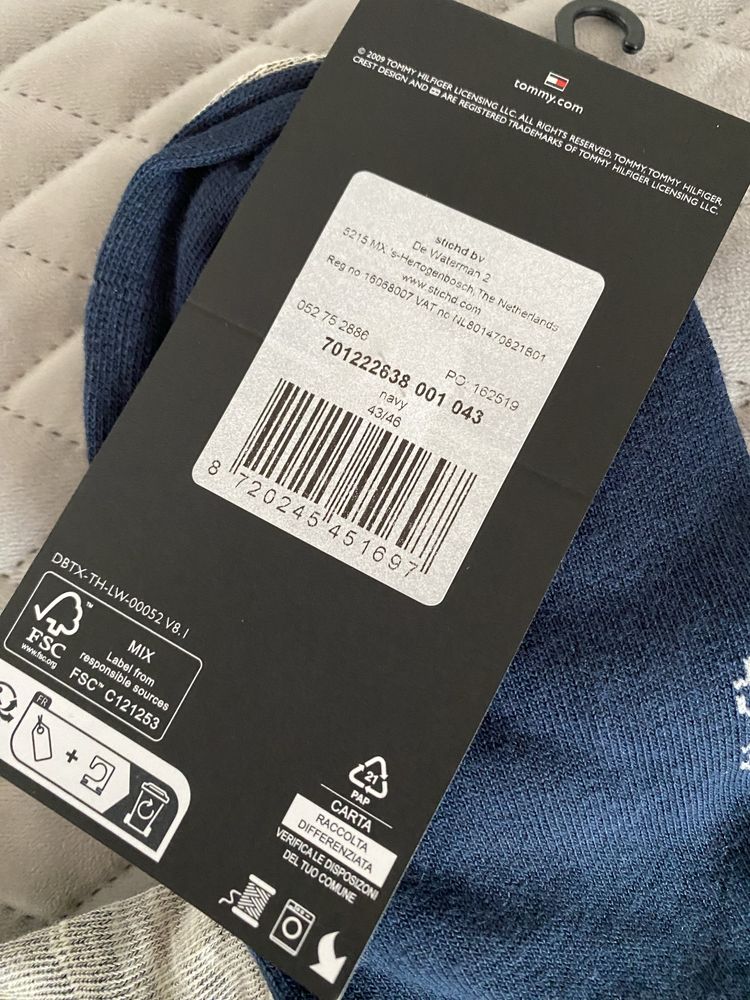 tommy.com
© 2009 TOMMY HILFIGER LICENSING LLC. ALL RIGHTS RESERVED. TOMMY, TOMMY HILFIGER,
CREST DESIGN AND ARE REGISTERED TRADEMARKS OF TOMMY HILFIGER LICENSING LLC.
stichd bv
De Waterman 2
5215 MX 's-Hertogenbosch, The Netherlands
www.stichd.com
Reg no 16068007 VAT no NL801470821B01
052 75 2886
PO: 162519
701222638 001 043
navy
43/46
8 720245 451697
DBTX-TH-LW-00052 V8.1
FSC
www.fsc.org
MIX
Label from
responsible sources
FSC™ C121253
FR
21
PAP
CARTA
RACCOLTA
DIFFERENZIATA
VERIFICA LE DISPOSIZIONI
DEL TUO COMUNE